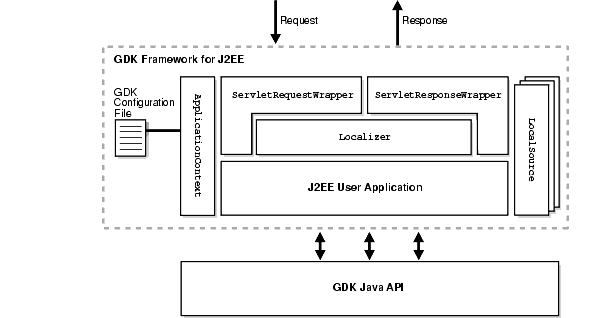 Request
Response
GDK Framework for J2EE
GDK
Configuration
File
ApplicationContext
ServletRequestWrapper
ServletResponseWrapper
Localizer
LocalSource
J2EE User Application
GDK Java API